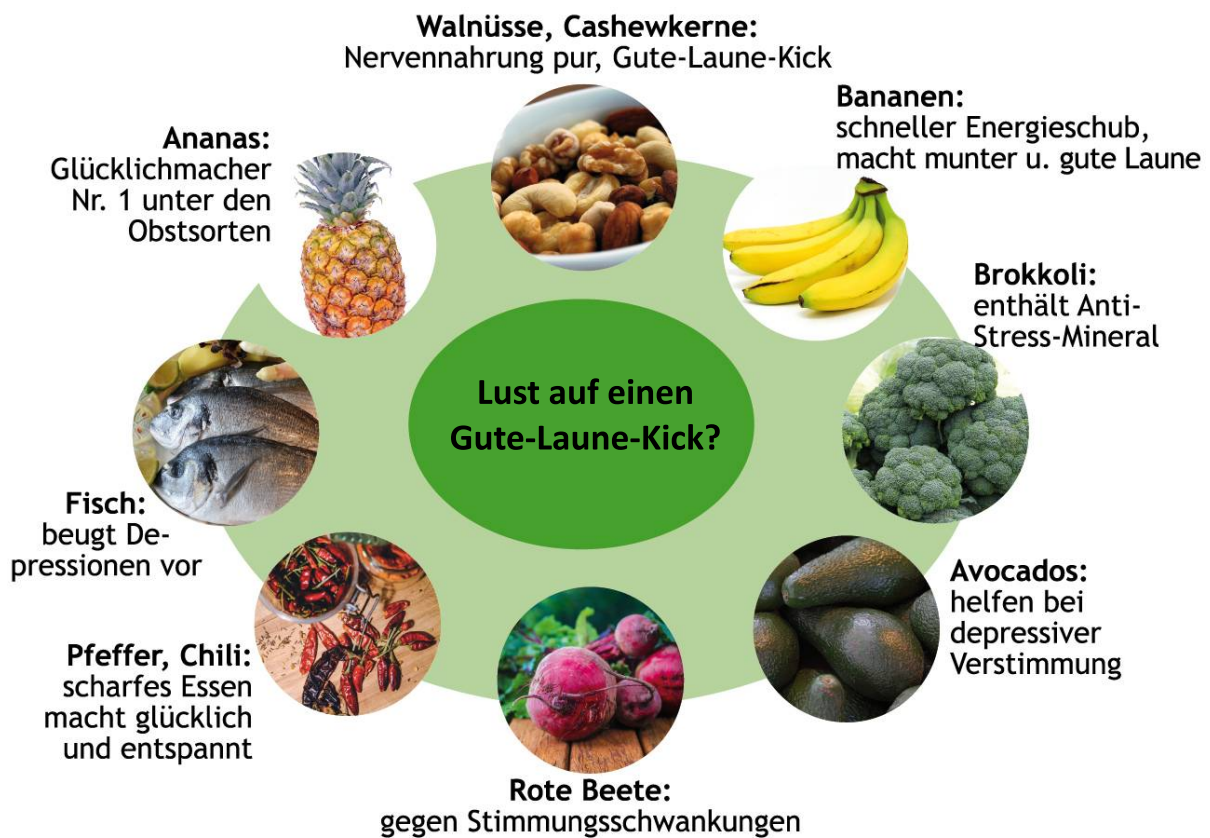 Walnüsse, Cashewkerne:
Nervennahrung pur, Gute-Laune-Kick
Bananen:
schneller Energieschub,
macht munter u. gute Laune
Ananas:
Glücklichmacher
Nr. 1 unter den
Obstsorten
Brokkoli:
enthält Anti-
Stress-Mineral
Lust auf einen
Gute-Laune-Kick?
Fisch:
beugt De-
pressionen vor
Avocados:
helfen bei
depressiver
Verstimmung
Pfeffer, Chili:
scharfes Essen
macht glücklich
und entspannt
Rote Beete:
gegen Stimmungsschwankungen